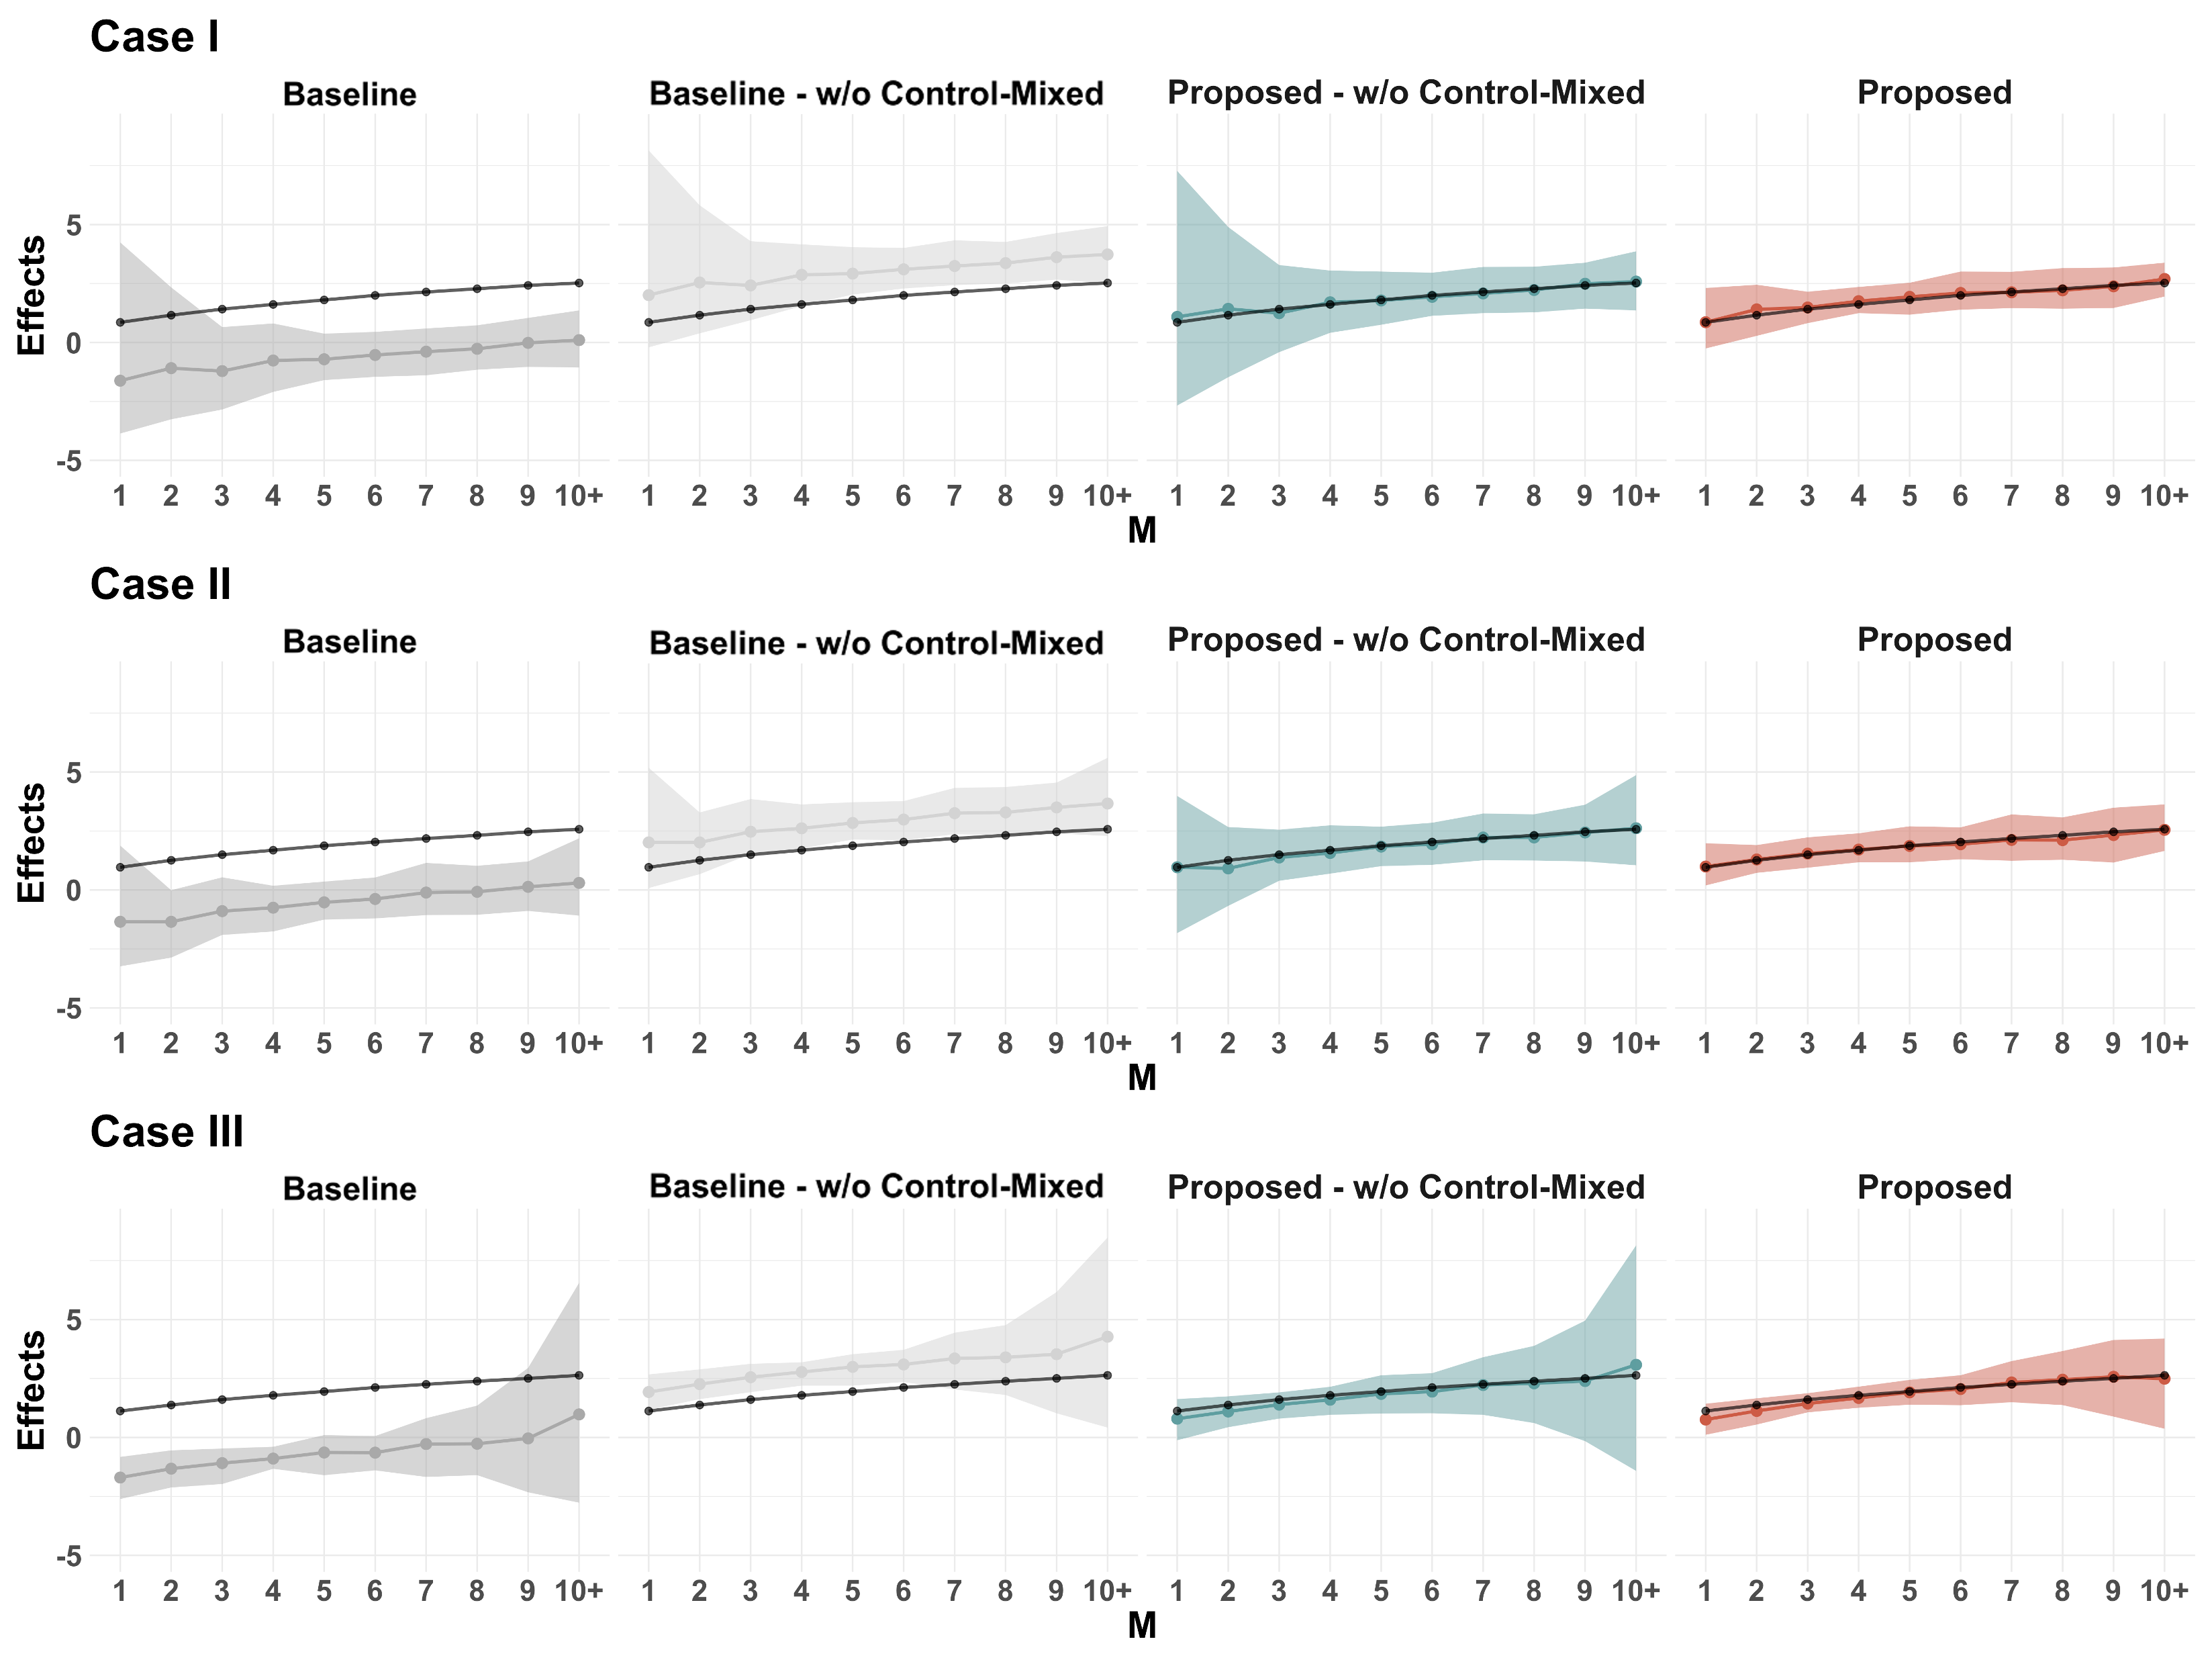 Case I
Baseline
Baseline - w/o Control-Mixed
Proposed - w/o Control-Mixed
Proposed
Effects
5
0
-5
1 2 3 4 5 6 7 8 9 10+
1 2 3 4 5 6 7 8 9 10+
1 2 3 4 5 6 7 8 9 10+
1 2 3 4 5 6 7 8 9 10+
M
Case II
Baseline
Baseline - w/o Control-Mixed
Proposed - w/o Control-Mixed
Proposed
Effects
5
0
-5
1 2 3 4 5 6 7 8 9 10+
1 2 3 4 5 6 7 8 9 10+
1 2 3 4 5 6 7 8 9 10+
1 2 3 4 5 6 7 8 9 10+
M
Case III
Baseline
Baseline - w/o Control-Mixed
Proposed - w/o Control-Mixed
Proposed
Effects
5
0
-5
1 2 3 4 5 6 7 8 9 10+
1 2 3 4 5 6 7 8 9 10+
1 2 3 4 5 6 7 8 9 10+
1 2 3 4 5 6 7 8 9 10+
M